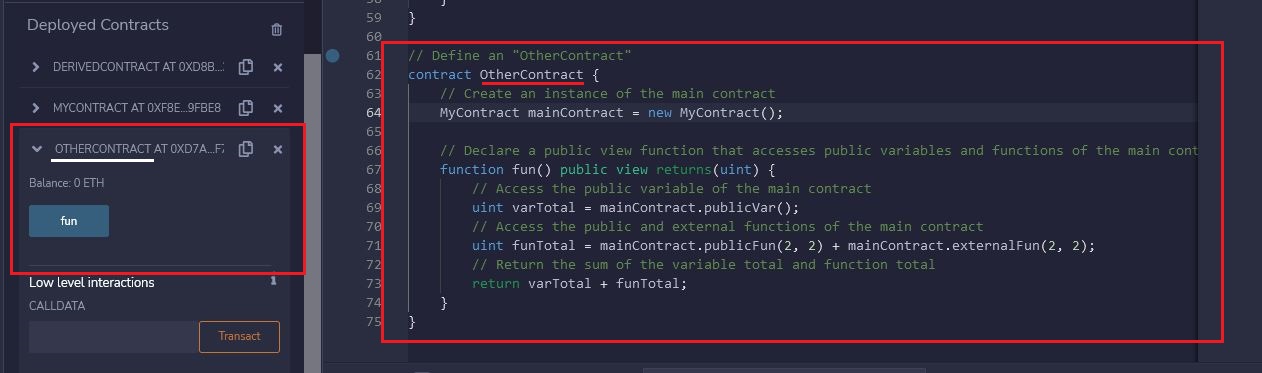 Deployed Contracts
DERIVEDCONTRACT AT 0XD8B...
MYCONTRACT AT 0XF8E...9FBE8
OTHERCONTRACT AT 0XD7A...F
Balance: 0 ETH
fun
Low level interactions
i
CALLDATA
Transact
58 }
59 }
60
61 // Define an "OtherContract"
62 contract OtherContract {
63 // Create an instance of the main contract
64 MyContract mainContract = new MyContract();
65
66 // Declare a public view function that accesses public variables and functions of the main cont
67 function fun() public view returns(uint) {
68 // Access the public variable of the main contract
69 uint varTotal = mainContract.publicVar();
70 // Access the public and external functions of the main contract
71 uint funTotal = mainContract.publicFun(2, 2) + mainContract.externalFun(2, 2);
72 // Return the sum of the variable total and function total
73 return varTotal + funTotal;
74 }
75 }